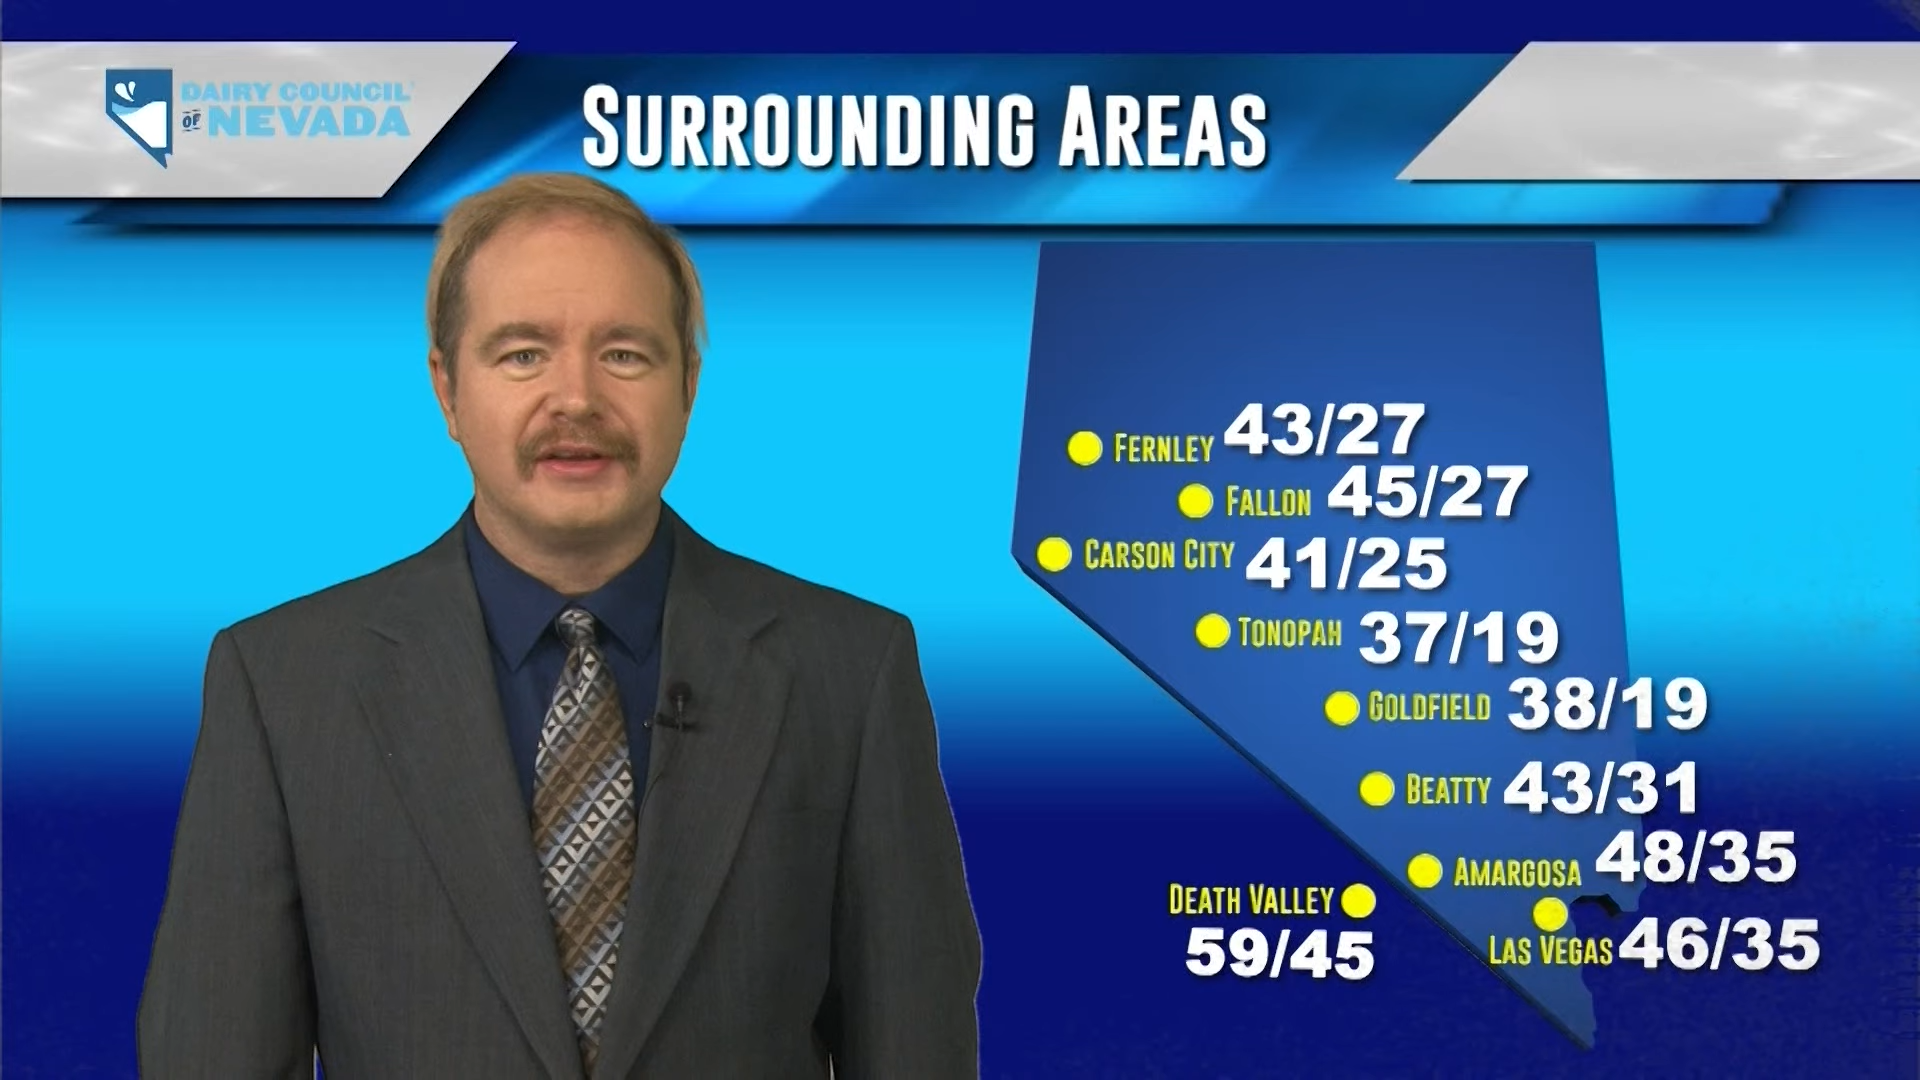 DAIRY COUNCIL
OF NEVADA
SURROUNDING AREAS
FERNLEY 43/27
FALLON 45/27
CARSON CITY 41/25
TONOPAH 37/19
GOLDFIELD 38/19
BEATTY 43/31
AMARGOSA 48/35
DEATH VALLEY
59/45
LAS VEGAS 46/35